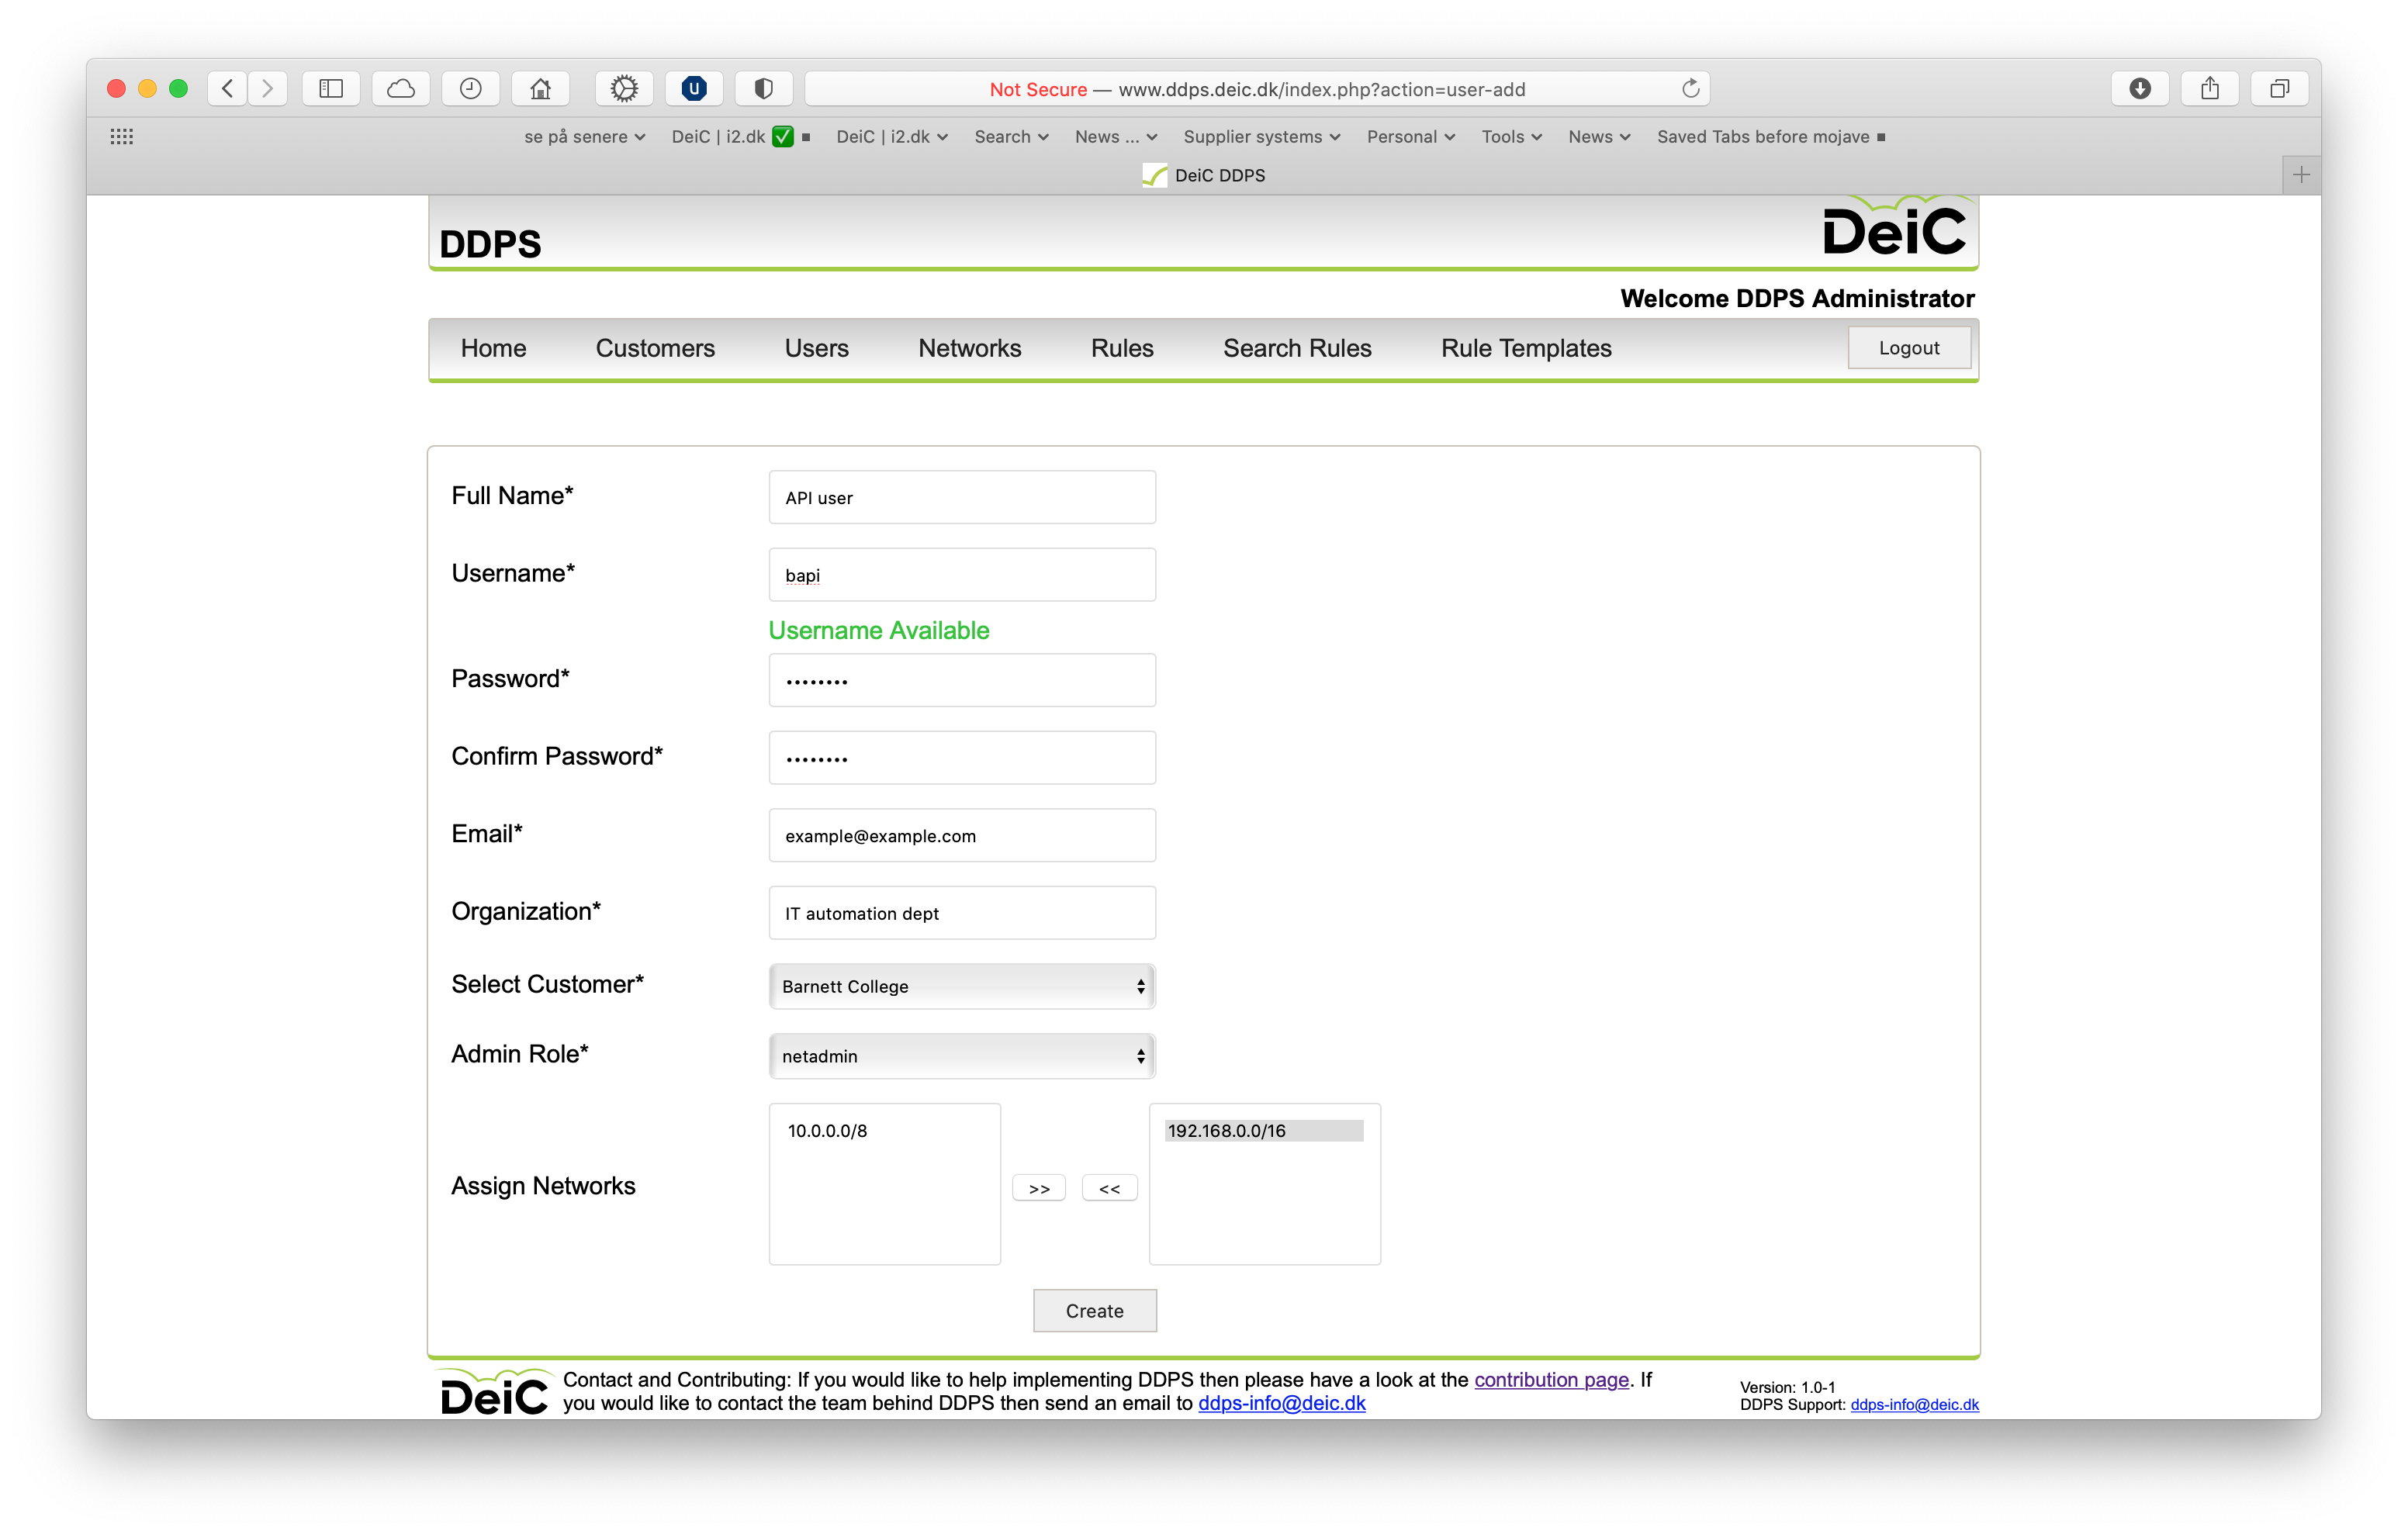 Not Secure — www.ddps.deic.dk/index.php?action=user-add
se på senere DeiC | i2.dk ✅ DeiC | i2.dk Search News ... Supplier systems Personal Tools News Saved Tabs before mojave
DeiC DDPS
DDPS DeiC
Welcome DDPS Administrator
Home Customers Users Networks Rules Search Rules Rule Templates Logout
Full Name* API user
Username* bapi
Username Available
Password* ••••••••
Confirm Password* ••••••••
Email* example@example.com
Organization* IT automation dept
Select Customer* Barnett College
Admin Role* netadmin
10.0.0.0/8 192.168.0.0/16
Assign Networks >> <<
Create
DeiC Contact and Contributing: If you would like to help implementing DDPS then please have a look at the contribution page. If
you would like to contact the team behind DDPS then send an email to ddps-info@deic.dk
Version: 1.0-1
DDPS Support: ddps-info@deic.dk